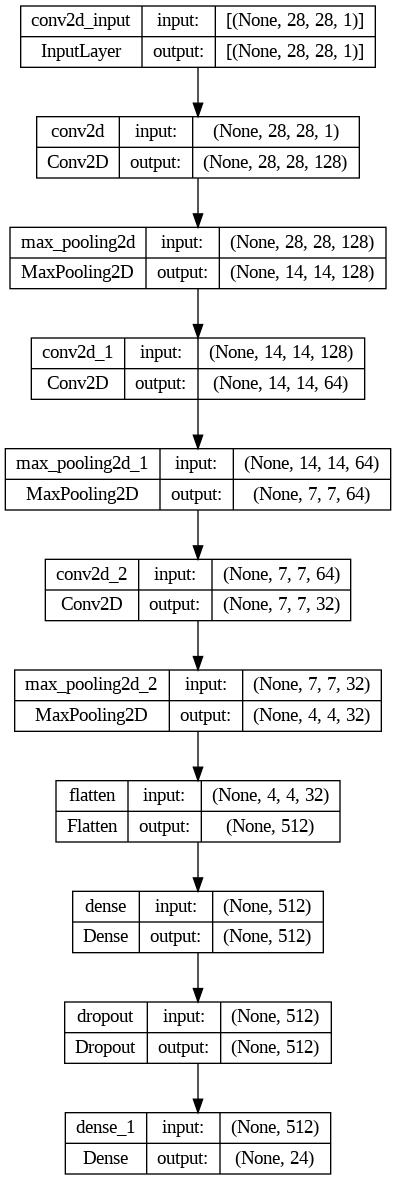 conv2d_input input: [(None, 28, 28, 1)]
InputLayer output: [(None, 28, 28, 1)]
conv2d input: (None, 28, 28, 1)
Conv2D output: (None, 28, 28, 128)
max_pooling2d input: (None, 28, 28, 128)
MaxPooling2D output: (None, 14, 14, 128)
conv2d_1 input: (None, 14, 14, 128)
Conv2D output: (None, 14, 14, 64)
max_pooling2d_1 input: (None, 14, 14, 64)
MaxPooling2D output: (None, 7, 7, 64)
conv2d_2 input: (None, 7, 7, 64)
Conv2D output: (None, 7, 7, 32)
max_pooling2d_2 input: (None, 7, 7, 32)
MaxPooling2D output: (None, 4, 4, 32)
flatten input: (None, 4, 4, 32)
Flatten output: (None, 512)
dense input: (None, 512)
Dense output: (None, 512)
dropout input: (None, 512)
Dropout output: (None, 512)
dense_1 input: (None, 512)
Dense output: (None, 24)